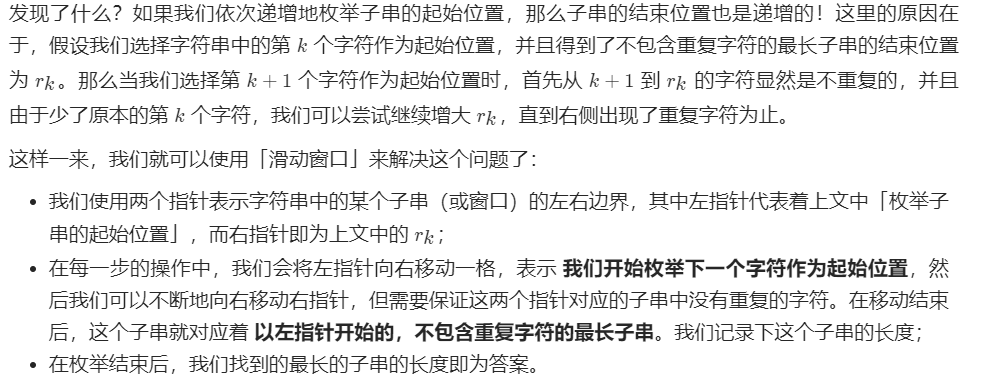 发现了什么？如果我们依次递增地枚举子串的起始位置，那么子串的结束位置也是递增的！这里的原因在
于，假设我们选择字符串中的第 k 个字符作为起始位置，并且得到了不包含重复字符的最长子串的结束位置
为 rk。那么当我们选择第 k + 1 个字符作为起始位置时，首先从 k + 1 到 rk 的字符显然是不重复的，并且
由于少了原本的第 k 个字符，我们可以尝试继续增大 rk，直到右侧出现了重复字符为止。
这样一来，我们就可以使用「滑动窗口」来解决这个问题了：
• 我们使用两个指针表示字符串中的某个子串（或窗口）的左右边界，其中左指针代表着上文中「枚举子
串的起始位置」，而右指针即为上文中的 rk；
• 在每一步的操作中，我们会将左指针向右移动一格，表示 我们开始枚举下一个字符作为起始位置，然
后我们可以不断地向右移动右指针，但需要保证这两个指针对应的子串中没有重复的字符。在移动结束
后，这个子串就对应着 以左指针开始的，不包含重复字符的最长子串。我们记录下这个子串的长度；
• 在枚举结束后，我们找到的最长的子串的长度即为答案。